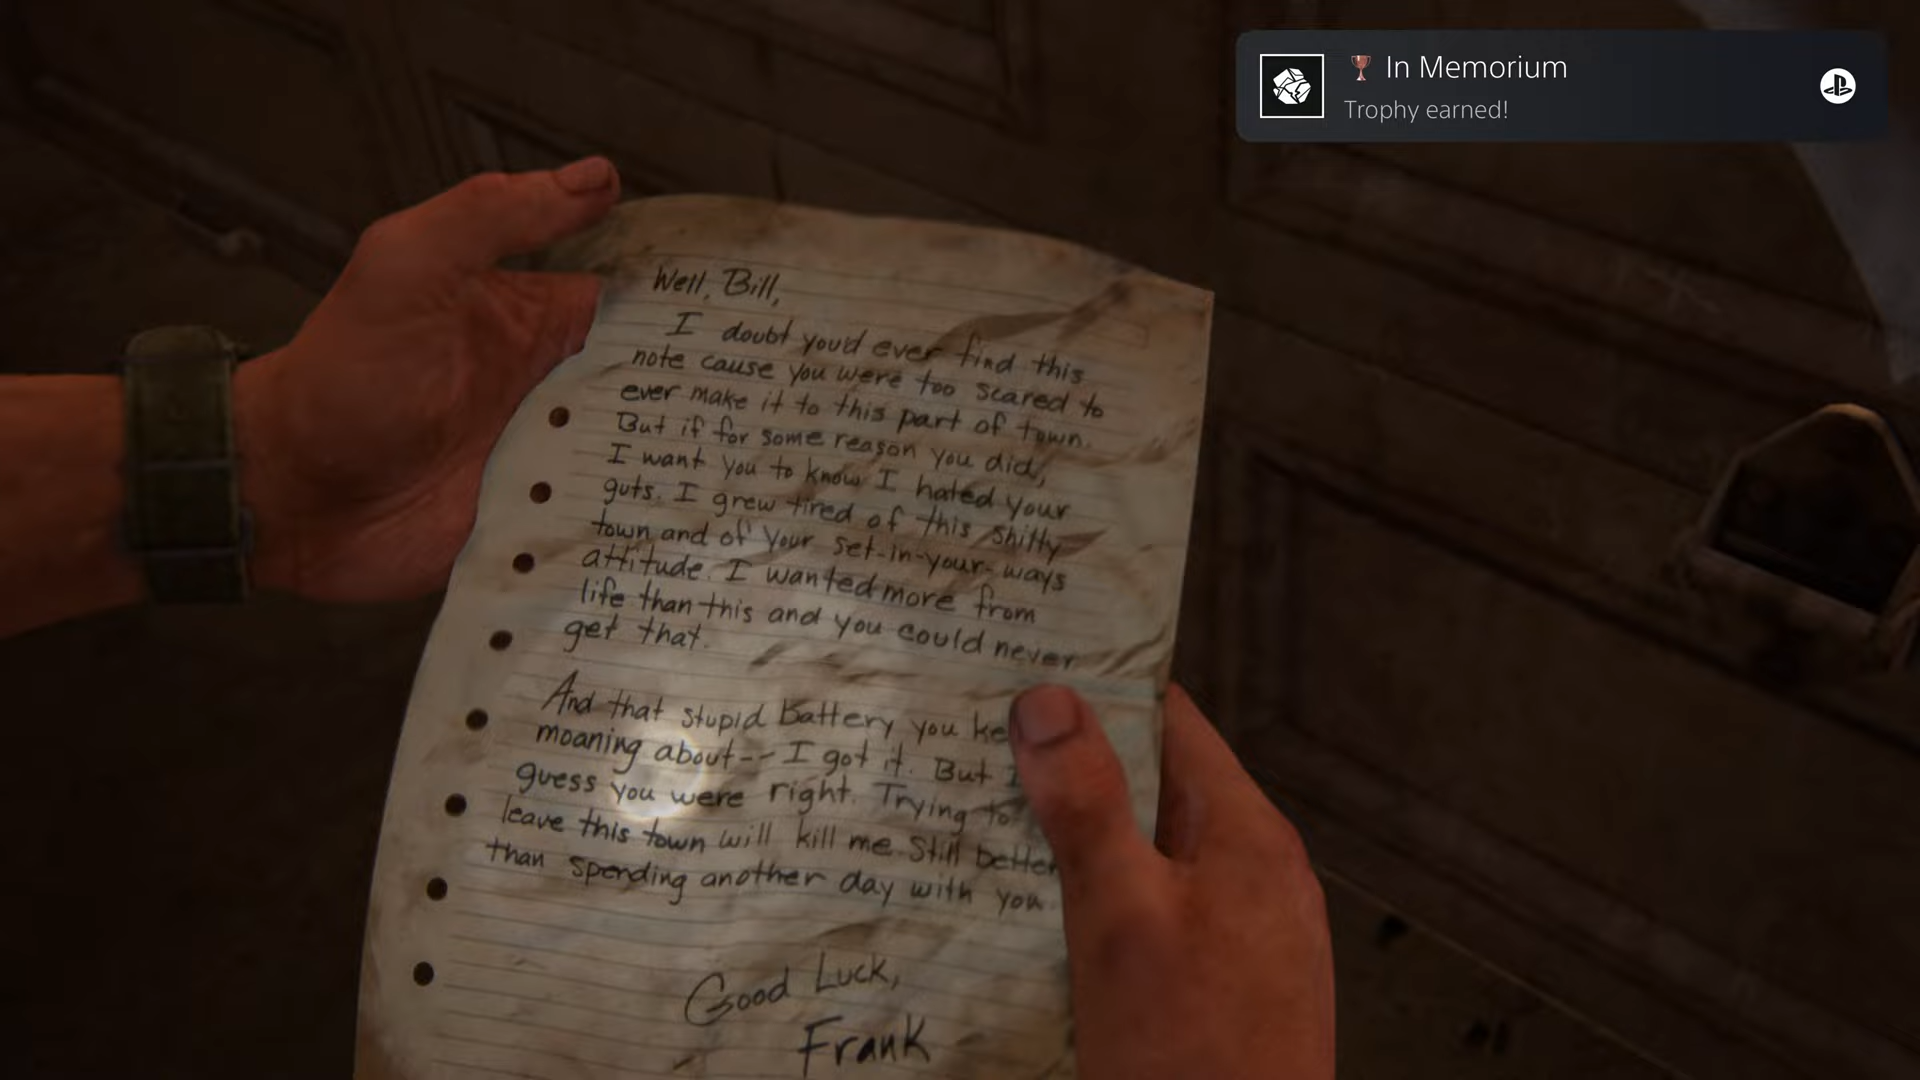 In Memorium
Trophy earned!
Well, Bill,
I doubt you'd ever find this
note cause you were too scared to
ever make it to this part of town.
But if for some reason you did,
I want you to know I hated your
guts. I grew tired of this shitty
town and of your set-in-your-ways
attitude. I wanted more from
life than this and you could never
get that.
And that stupid battery you
moaning about-- I got it. But I
guess you were right. Trying to
leave this town will kill me. Still better
than spending another day with you.
Good Luck,
Frank